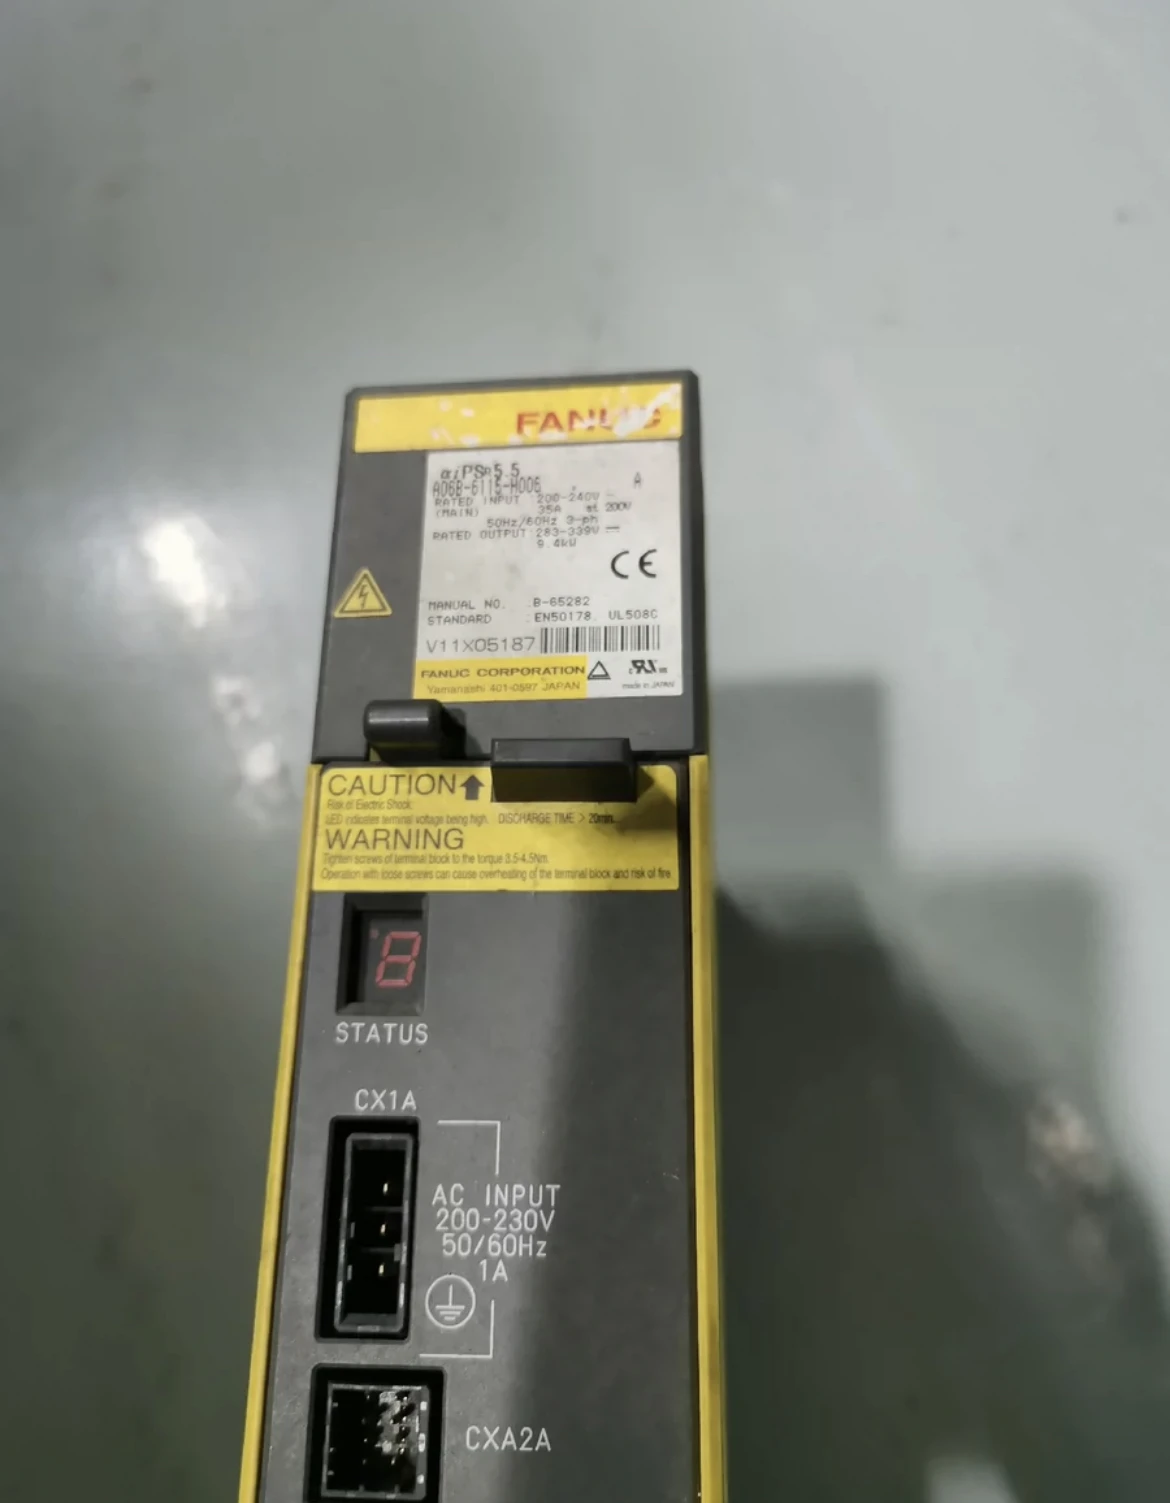 FANUC
αiPSR5.5
A06B-6115-H006 A
RATED INPUT : 200-240V ~
(MAIN) 35A at 200V
50Hz/60Hz 3-ph
RATED OUTPUT : 283-339V
9.4kW
CE
MANUAL NO. : B-65282
STANDARD : EN50178, UL508C
V11X05187
FANUC CORPORATION
Yamanashi 401-0597 JAPAN
made in JAPAN
CAUTION
Risk of Electric Shock.
LED indicates terminal voltage being high. DISCHARGE TIME > 20min.
WARNING
Tighten screws of terminal block to the torque 3.5-4.5Nm.
Operation with loose screws can cause overheating of the terminal block and risk of fire.
8
STATUS
CX1A
AC INPUT
200-230V
50/60Hz
1A
CXA2A